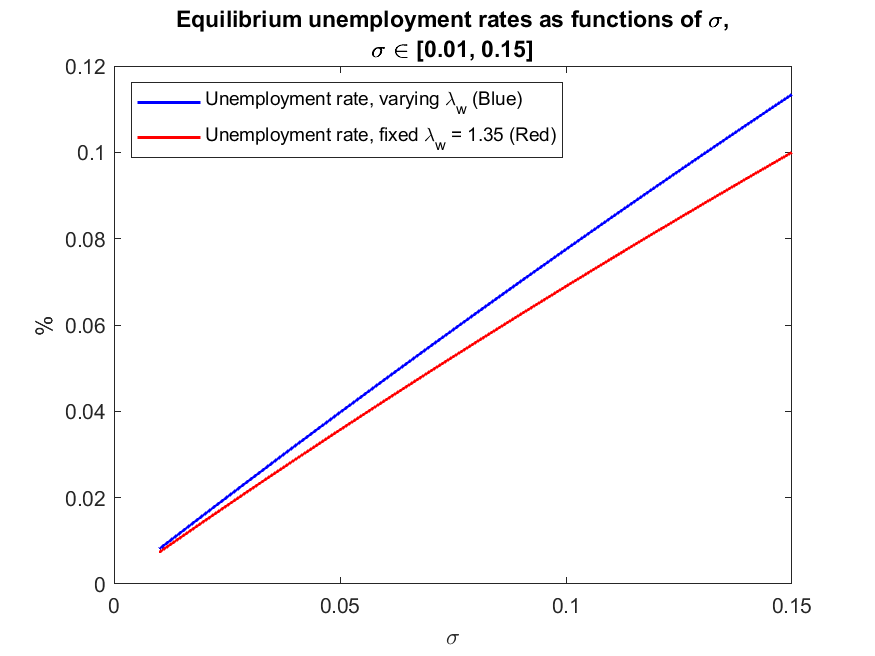 Equilibrium unemployment rates as functions of σ,
σ ∈ [0.01, 0.15]
0.12
Unemployment rate, varying λ_w (Blue)
Unemployment rate, fixed λ_w = 1.35 (Red)
0.1
0.08
0.06
%
0.04
0.02
0
0 0.05 0.1 0.15
σ